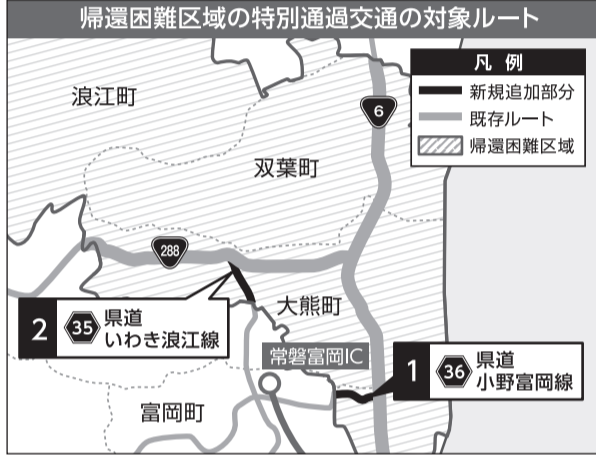 帰還困難区域の特別通過交通の対象ルート
凡例
新規追加部分
既存ルート
帰還困難区域
浪江町
6
双葉町
288
2
35
県道
いわき浪江線
大熊町
常磐富岡IC
1
36
県道
小野富岡線
富岡町